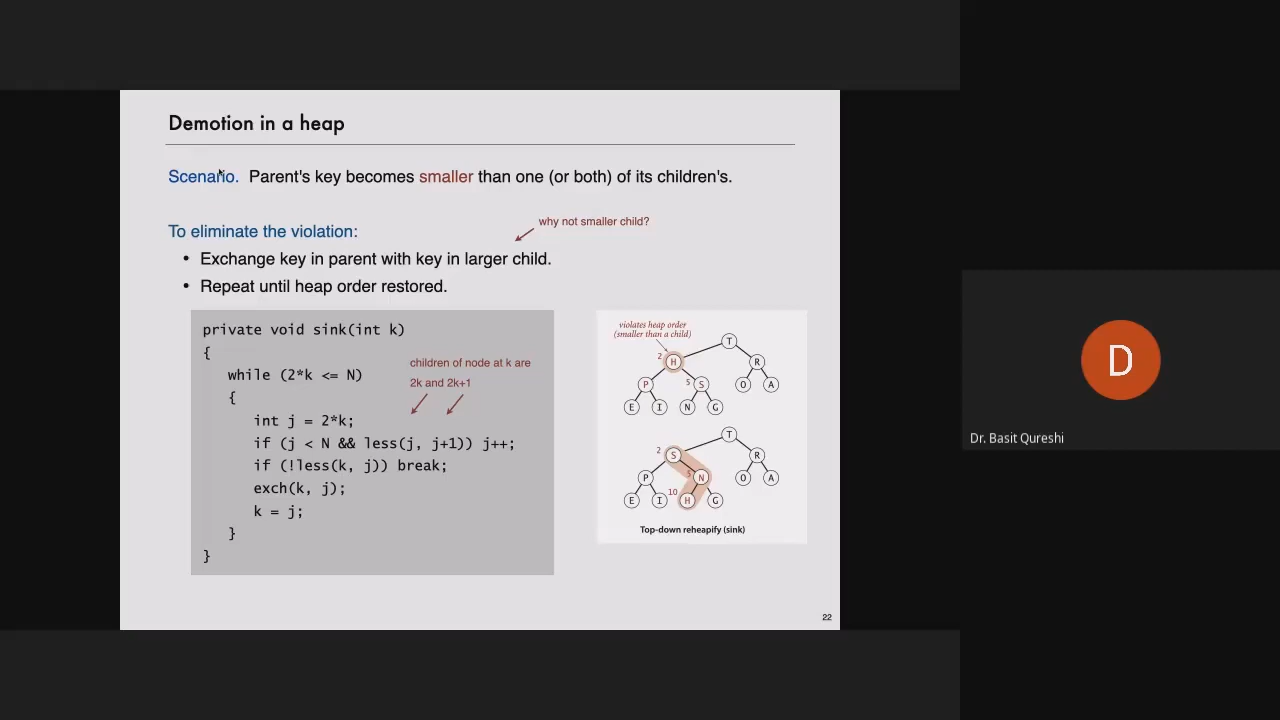 Demotion in a heap
Scenario. Parent's key becomes smaller than one (or both) of its children's.
why not smaller child?
To eliminate the violation:
• Exchange key in parent with key in larger child.
• Repeat until heap order restored.
private void sink(int k)
{
while (2*k <= N)
{
int j = 2*k;
if (j < N && less(j, j+1)) j++;
if (!less(k, j)) break;
exch(k, j);
k = j;
}
}
children of node at k are
2k and 2k+1
violates heap order
(smaller than a child)
T
2 H R
P 5 S O A
E I N G
T
2 S R
P 5 N O A
E I 10 H G
Top-down reheapify (sink)
22
D
Dr. Basit Qureshi